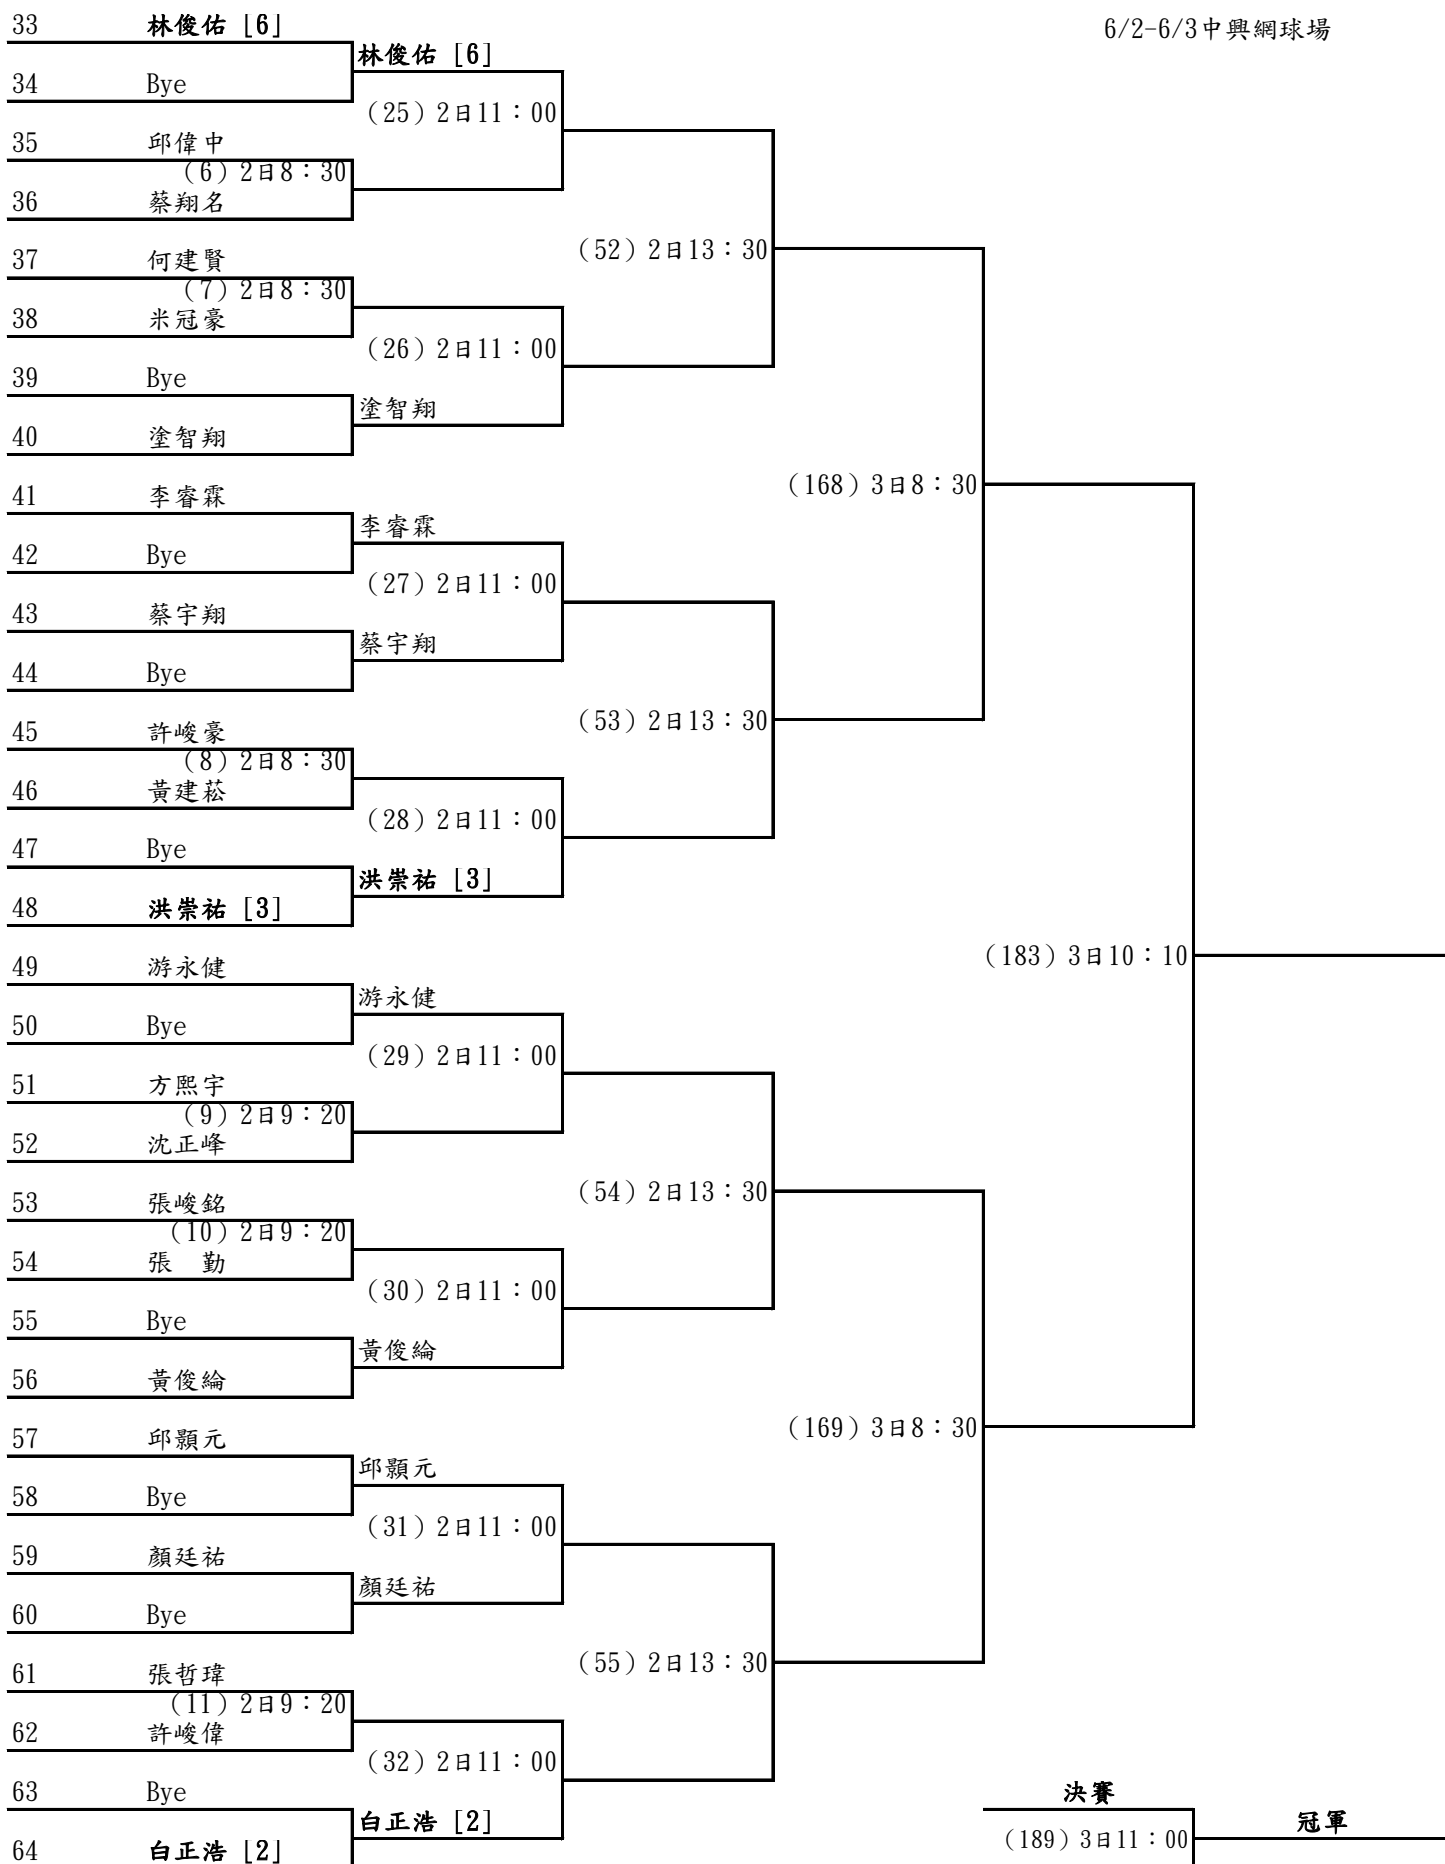 33 林俊佑 [6]
6/2-6/3中興網球場
林俊佑 [6]
34 Bye
(25) 2日11：00
35 邱偉中
(6) 2日8：30
36 蔡翔名
37 何建賢
(52) 2日13：30
(7) 2日8：30
38 米冠豪
(26) 2日11：00
39 Bye
塗智翔
40 塗智翔
(168) 3日8：30
41 李睿霖
李睿霖
42 Bye
(27) 2日11：00
43 蔡宇翔
蔡宇翔
44 Bye
45 許峻豪
(53) 2日13：30
(8) 2日8：30
46 黃建菘
(28) 2日11：00
47 Bye
洪崇祐 [3]
48 洪崇祐 [3]
(183) 3日10：10
49 游永健
游永健
50 Bye
(29) 2日11：00
51 方熙宇
(9) 2日9：20
52 沈正峰
53 張峻銘
(54) 2日13：30
(10) 2日9：20
54 張　勤
(30) 2日11：00
55 Bye
黃俊綸
56 黃俊綸
(169) 3日8：30
57 邱顥元
邱顥元
58 Bye
(31) 2日11：00
59 顏廷祐
顏廷祐
60 Bye
61 張哲瑋
(55) 2日13：30
(11) 2日9：20
62 許峻偉
(32) 2日11：00
63 Bye
決賽
白正浩 [2]
冠軍
64 白正浩 [2]
(189) 3日11：00